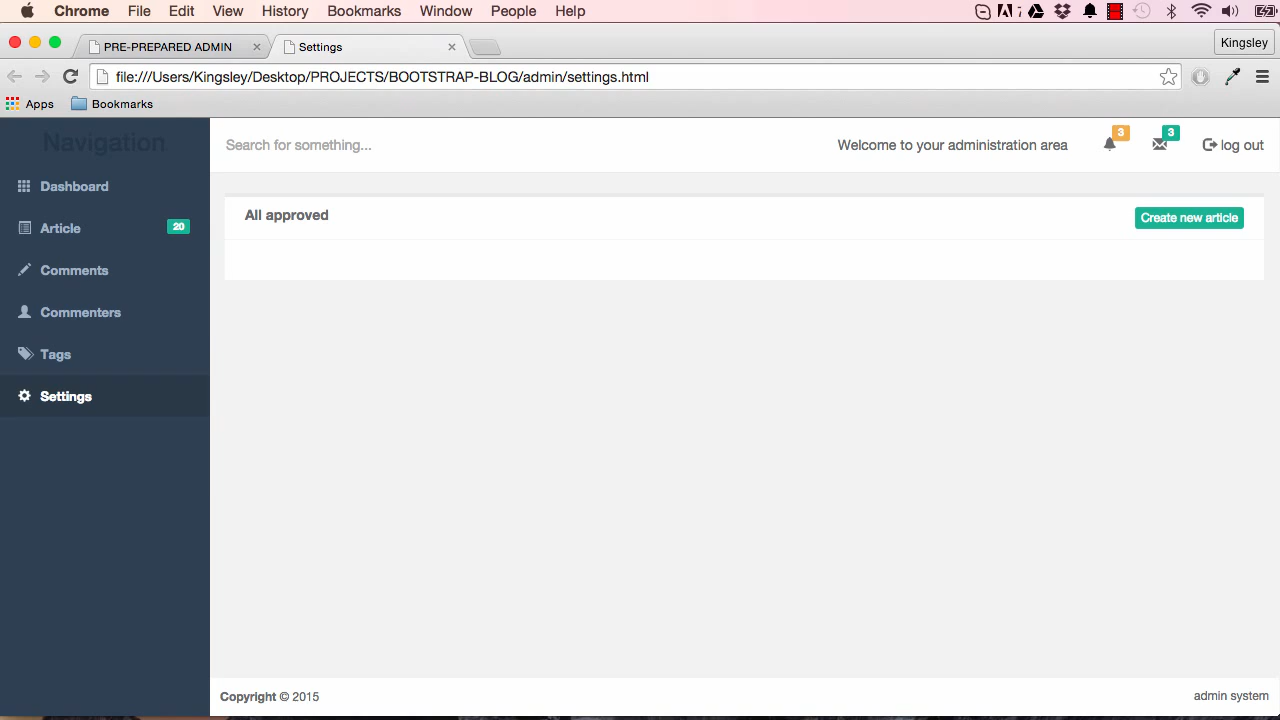 Chrome File Edit View History Bookmarks Window People Help
PRE-PREPARED ADMIN
Settings
Kingsley
file:///Users/Kingsley/Desktop/PROJECTS/BOOTSTRAP-BLOG/admin/settings.html
Apps Bookmarks
Navigation
Search for something...
Welcome to your administration area
3
3
log out
Dashboard
Article 20
Comments
Commenters
Tags
Settings
All approved
Create new article
Copyright © 2015
admin system